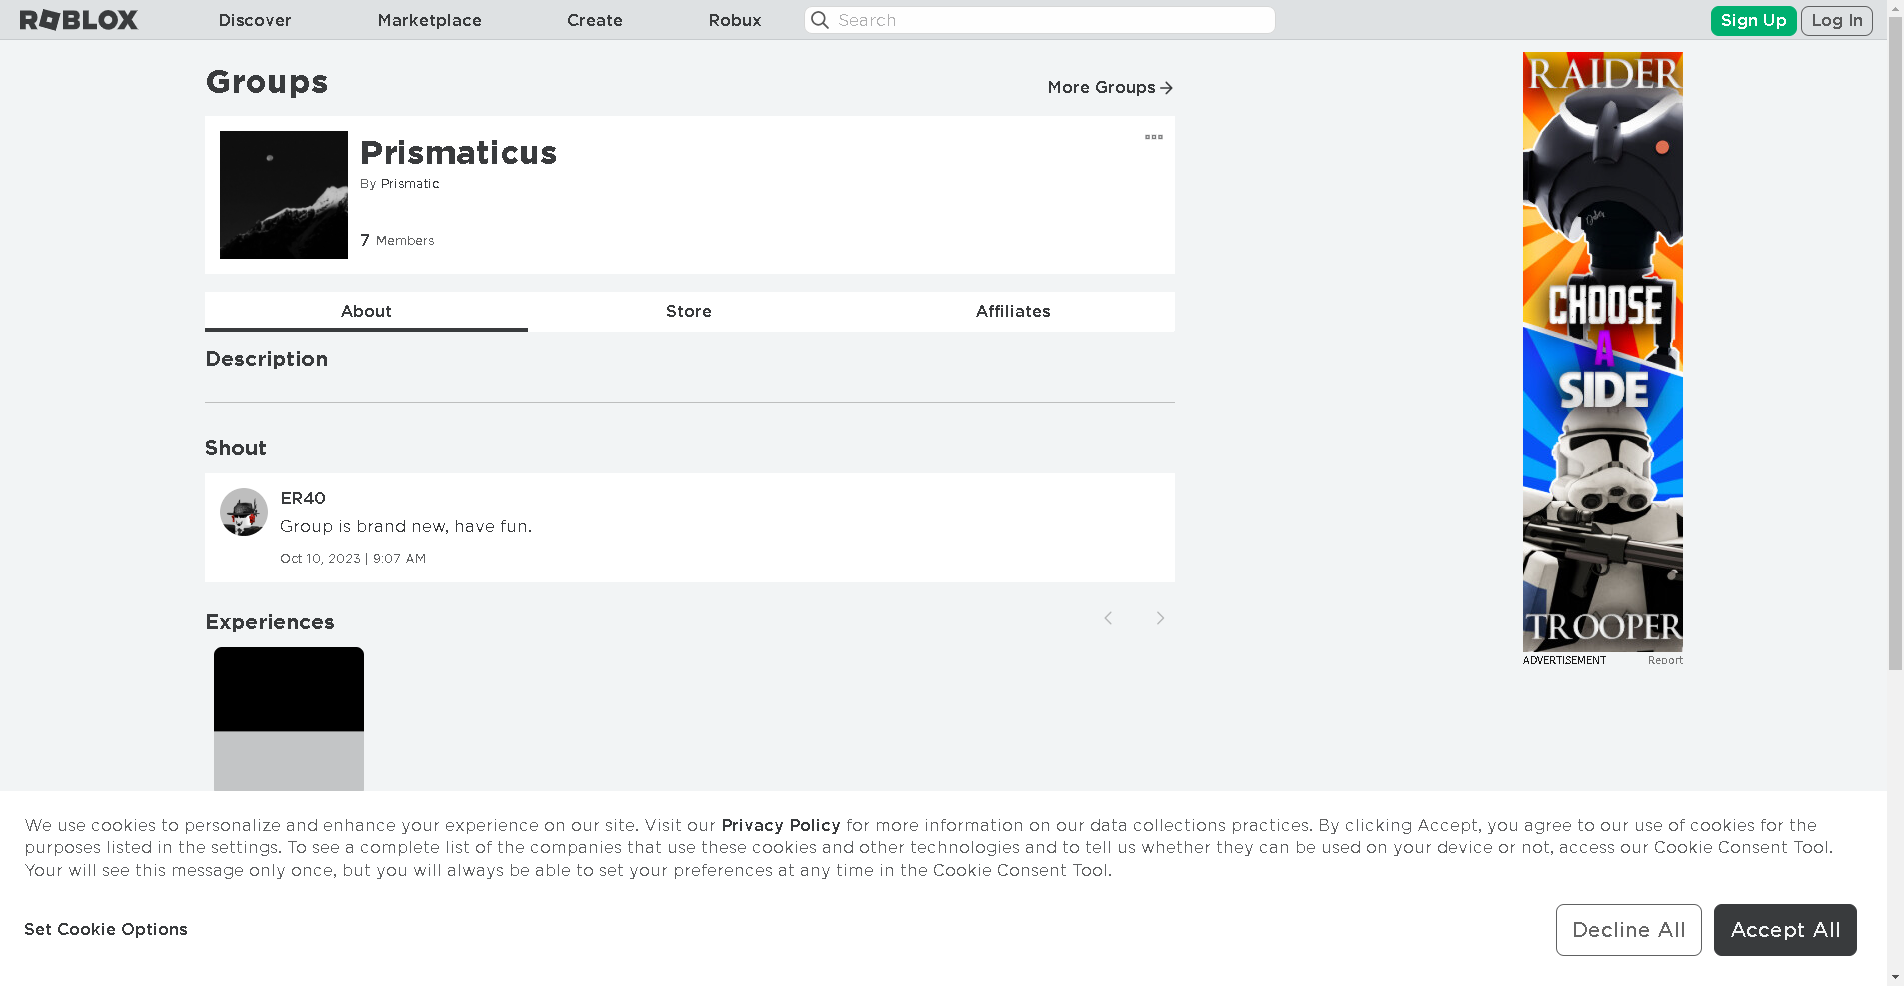 ROBLOX
Discover
Marketplace
Create
Robux
Search
Sign Up
Log In
Groups
More Groups
Prismaticus
By Prismatic
7 Members
About
Store
Affiliates
Description
Shout
ER40
Group is brand new, have fun.
Oct 10, 2023 | 9:07 AM
Experiences
RAIDER
CHOOSE
A
SIDE
TROOPER
ADVERTISEMENT
Report
We use cookies to personalize and enhance your experience on our site. Visit our Privacy Policy for more information on our data collections practices. By clicking Accept, you agree to our use of cookies for the
purposes listed in the settings. To see a complete list of the companies that use these cookies and other technologies and to tell us whether they can be used on your device or not, access our Cookie Consent Tool.
Your will see this message only once, but you will always be able to set your preferences at any time in the Cookie Consent Tool.
Set Cookie Options
Decline All
Accept All